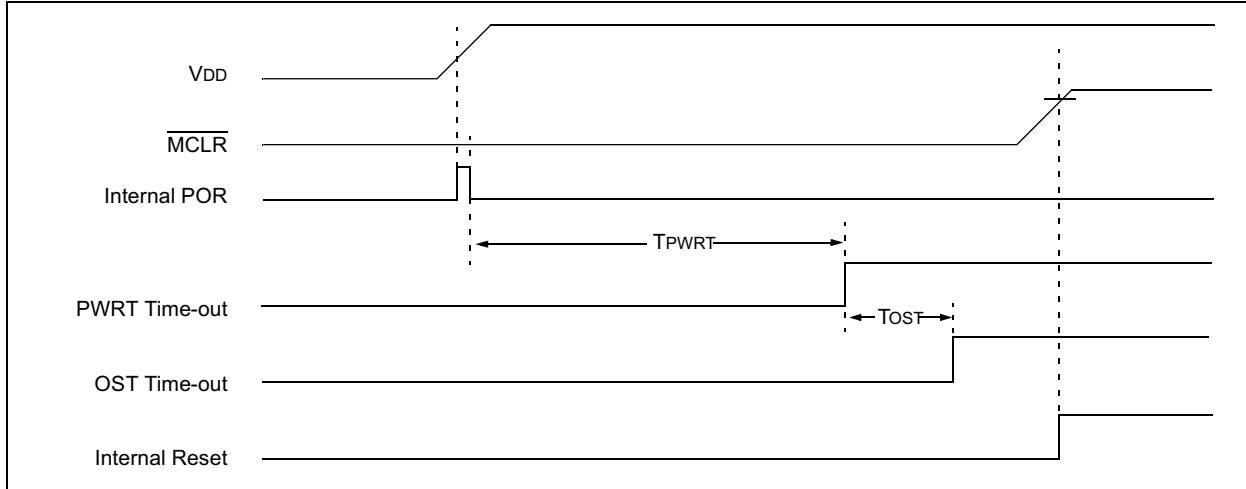 VDD
MCLR
Internal POR
TPWRT
PWRT Time-out
TOST
OST Time-out
Internal Reset